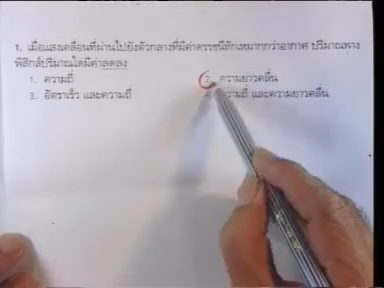 1. เมื่อแสงเคลื่อนที่ผ่านไปยังตัวกลางที่มีค่าดรรชนีหักเหมากกว่าอากาศ ปริมาณทาง
ฟิสิกส์ปริมาณใดมีค่าลดลง
1. ความถี่ 2. ความยาวคลื่น
3. อัตราเร็ว และความถี่ ความถี่ และความยาวคลื่น